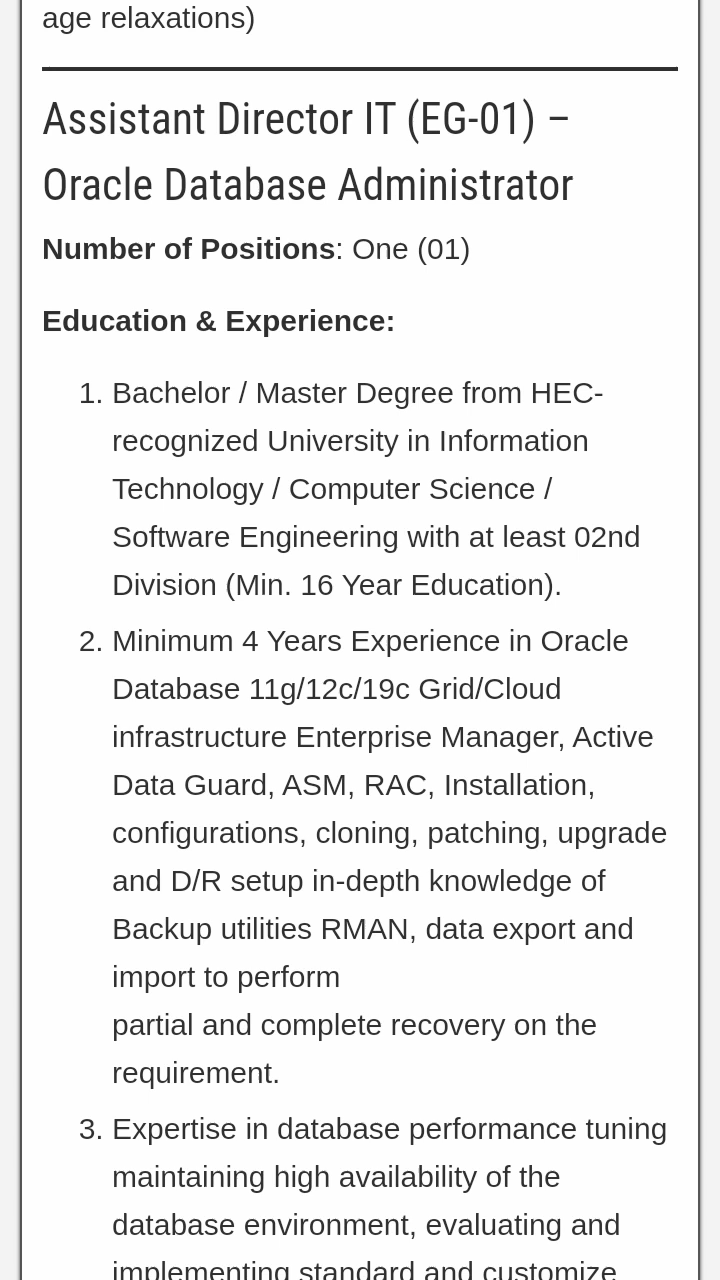 age relaxations)
Assistant Director IT (EG-01) –
Oracle Database Administrator
Number of Positions: One (01)
Education & Experience:
1. Bachelor / Master Degree from HEC-
recognized University in Information
Technology / Computer Science /
Software Engineering with at least 02nd
Division (Min. 16 Year Education).
2. Minimum 4 Years Experience in Oracle
Database 11g/12c/19c Grid/Cloud
infrastructure Enterprise Manager, Active
Data Guard, ASM, RAC, Installation,
configurations, cloning, patching, upgrade
and D/R setup in-depth knowledge of
Backup utilities RMAN, data export and
import to perform
partial and complete recovery on the
requirement.
3. Expertise in database performance tuning
maintaining high availability of the
database environment, evaluating and
implementing standard and customize